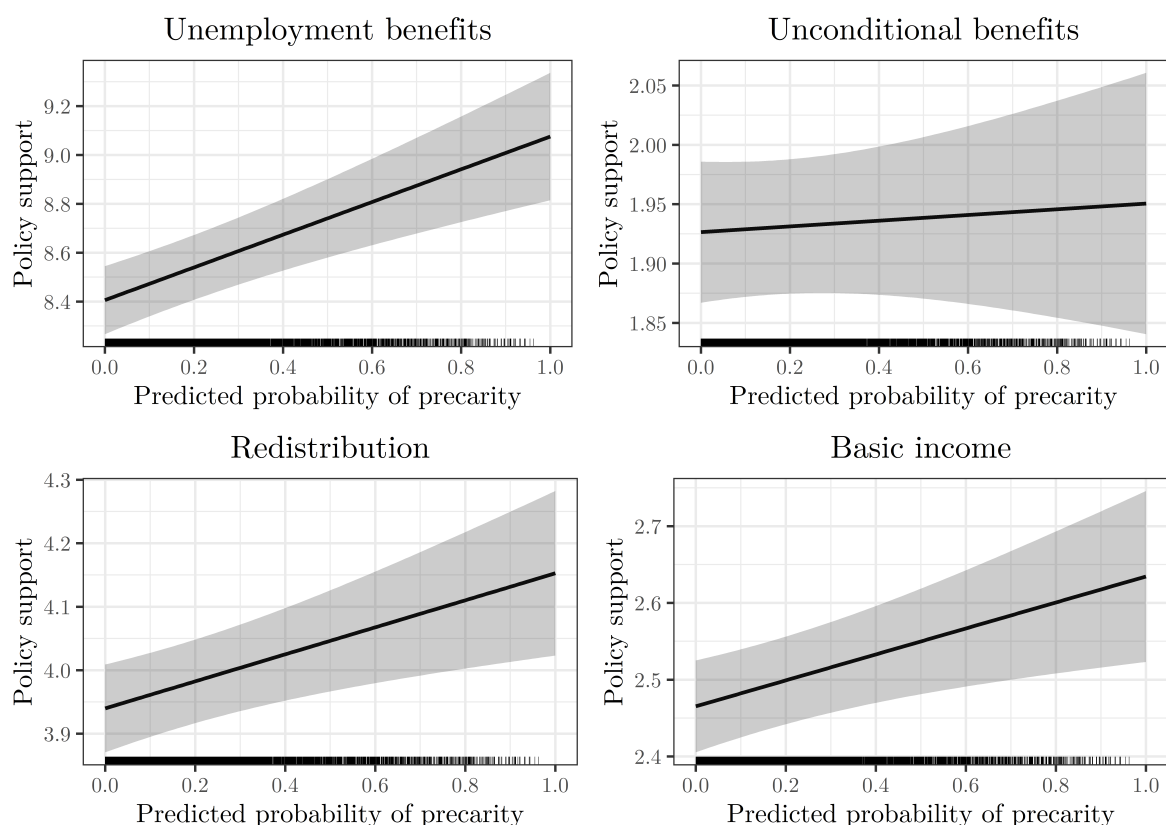 Unemployment benefits
Policy support
9.2
9.0
8.8
8.6
8.4
0.0 0.2 0.4 0.6 0.8 1.0
Predicted probability of precarity
Unconditional benefits
Policy support
2.05
2.00
1.95
1.90
1.85
0.0 0.2 0.4 0.6 0.8 1.0
Predicted probability of precarity
Redistribution
Policy support
4.3
4.2
4.1
4.0
3.9
0.0 0.2 0.4 0.6 0.8 1.0
Predicted probability of precarity
Basic income
Policy support
2.7
2.6
2.5
2.4
0.0 0.2 0.4 0.6 0.8 1.0
Predicted probability of precarity